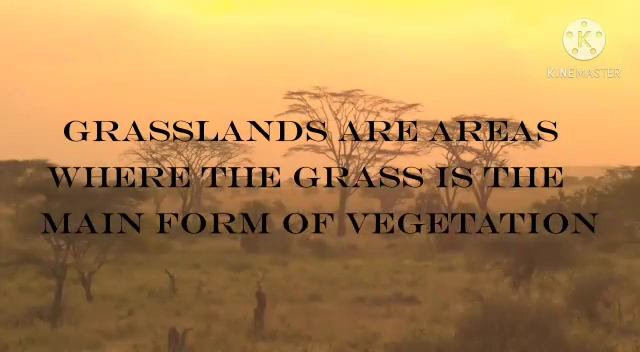 KINEMASTER
GRASSLANDS ARE AREAS
WHERE THE GRASS IS THE
MAIN FORM OF VEGETATION